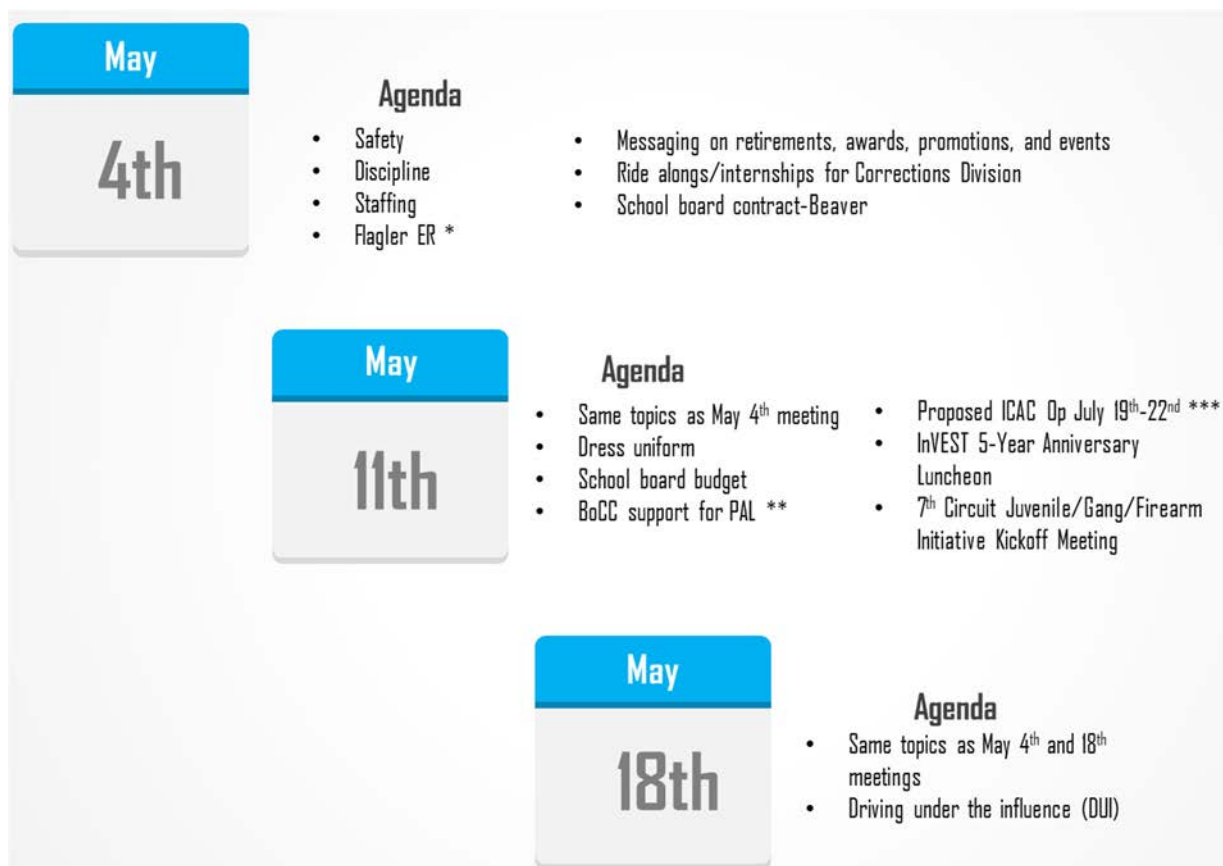 May
4th
Agenda
• Safety
• Discipline
• Staffing
• Flagler ER *
• Messaging on retirements, awards, promotions, and events
• Ride alongs/internships for Corrections Division
• School board contract-Beaver
May
11th
Agenda
• Same topics as May 4th meeting
• Dress uniform
• School board budget
• BoCC support for PAL **
• Proposed ICAC Op July 19th-22nd ***
• InVEST 5-Year Anniversary
Luncheon
• 7th Circuit Juvenile/Gang/Firearm
Initiative Kickoff Meeting
May
18th
Agenda
• Same topics as May 4th and 18th
meetings
• Driving under the influence (DUI)